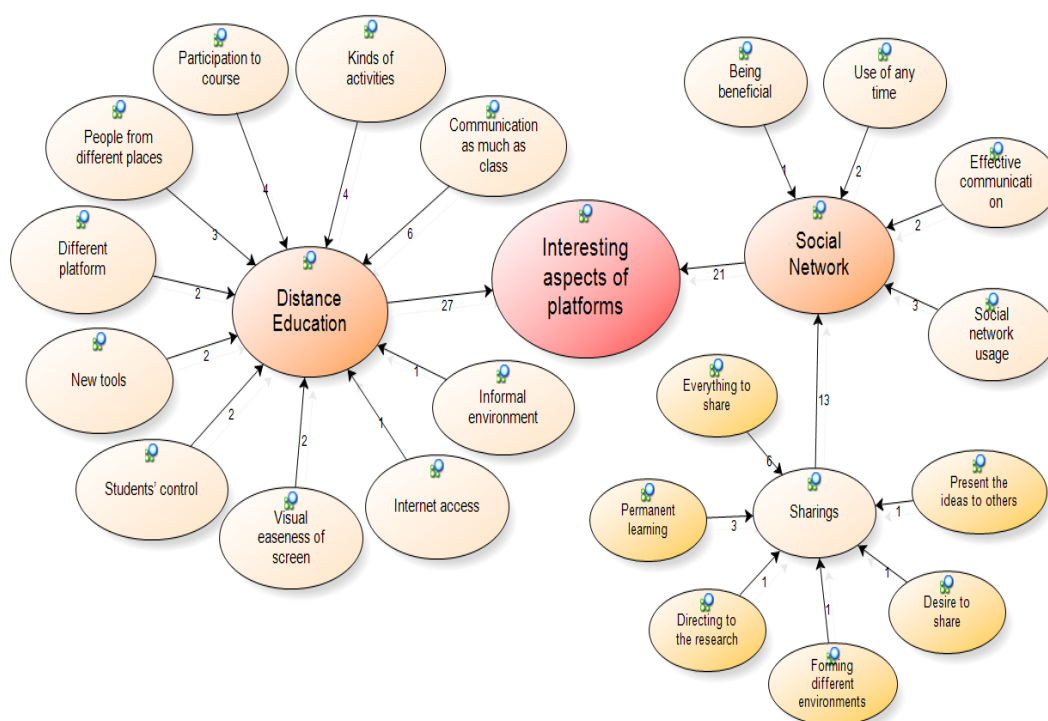 Participation to
course
Kinds of
activities
People from
different places
Communication
as much as
class
Different
platform
New tools
Students' control
Visual
easeness of
screen
Internet access
Informal
environment
Distance
Education
4
4
3
6
2
2
2
2
1
1
27
Interesting
aspects of
platforms
21
Being
beneficial
Use of any
time
Effective
communicati
on
Social
network
usage
Social
Network
1
2
2
3
13
Everything to
share
Permanent
learning
Directing to
the research
Forming
different
environments
Desire to
share
Present the
ideas to others
Sharings
6
3
1
1
1
1